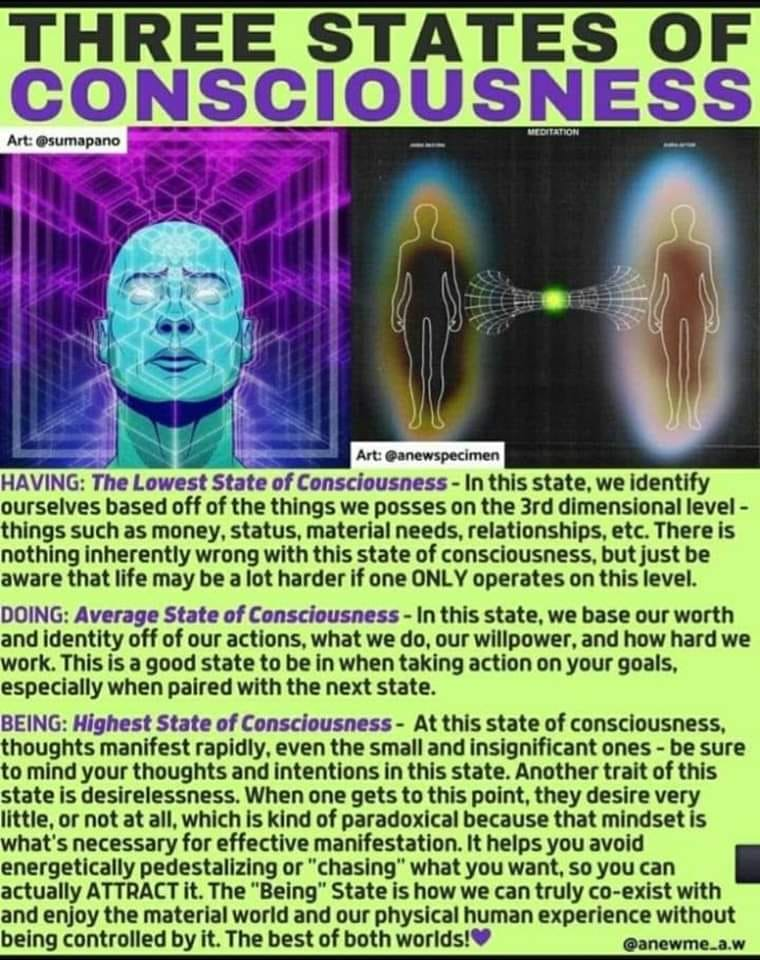 THREE STATES OF
CONSCIOUSNESS
Art: @sumapano
MEDITATION
Art: @anewspecimen
HAVING: The Lowest State of Consciousness - In this state, we identify
ourselves based off of the things we posses on the 3rd dimensional level -
things such as money, status, material needs, relationships, etc. There is
nothing inherently wrong with this state of consciousness, but just be
aware that life may be a lot harder if one ONLY operates on this level.
DOING: Average State of Consciousness - In this state, we base our worth
and identity off of our actions, what we do, our willpower, and how hard we
work. This is a good state to be in when taking action on your goals,
especially when paired with the next state.
BEING: Highest State of Consciousness - At this state of consciousness,
thoughts manifest rapidly, even the small and insignificant ones - be sure
to mind your thoughts and intentions in this state. Another trait of this
state is desirelessness. When one gets to this point, they desire very
little, or not at all, which is kind of paradoxical because that mindset is
what's necessary for effective manifestation. It helps you avoid
energetically pedestalizing or "chasing" what you want, so you can
actually ATTRACT it. The "Being" State is how we can truly co-exist with
and enjoy the material world and our physical human experience without
being controlled by it. The best of both worlds!💜
@anewme_a.w